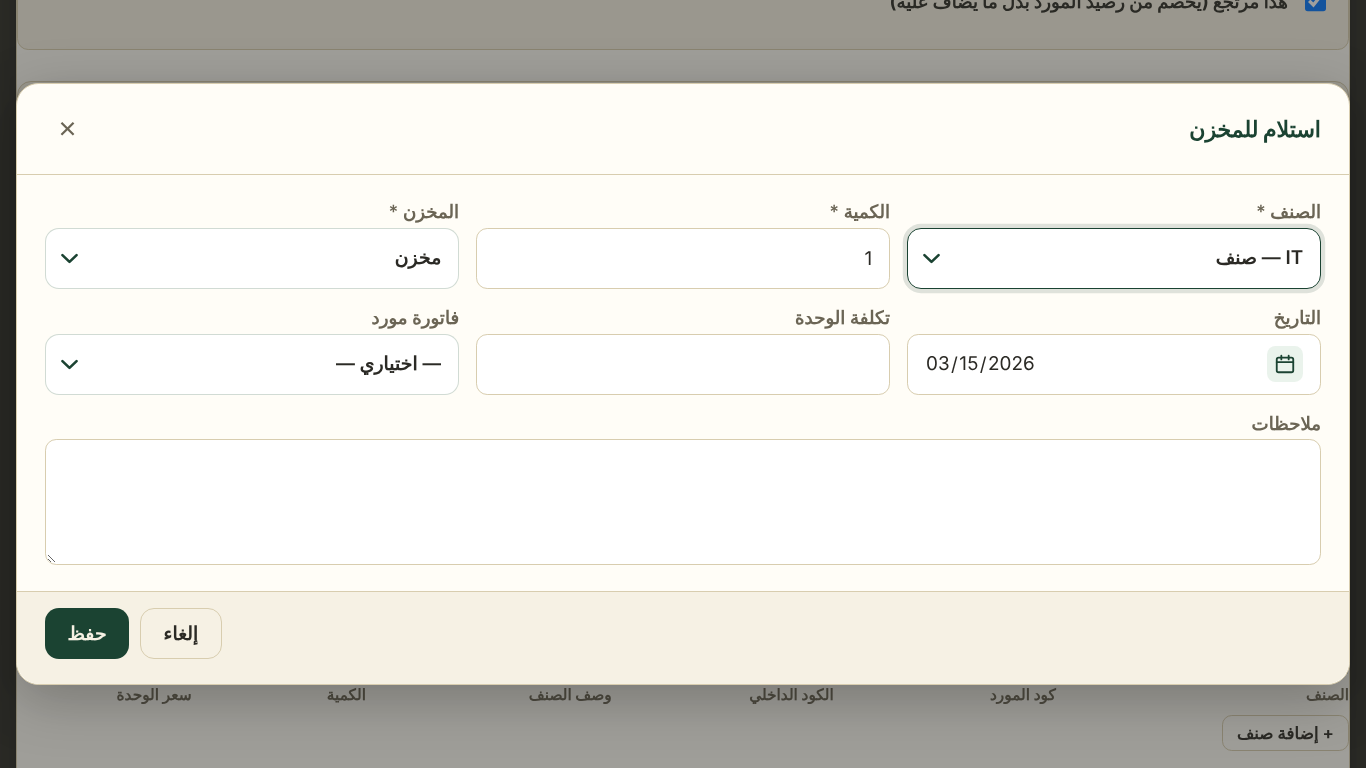 هذا مرتجع (يخصم من رصيد المورد بدل ما يضاف عليه)
استلام للمخزن
×
الصنف *
الكمية *
المخزن *
IT — صنف
1
مخزن
التاريخ
تكلفة الوحدة
فاتورة مورد
03/15/2026
— اختياري —
ملاحظات
إلغاء
حفظ
الصنف
كود المورد
الكود الداخلي
وصف الصنف
الكمية
سعر الوحدة
+ إضافة صنف